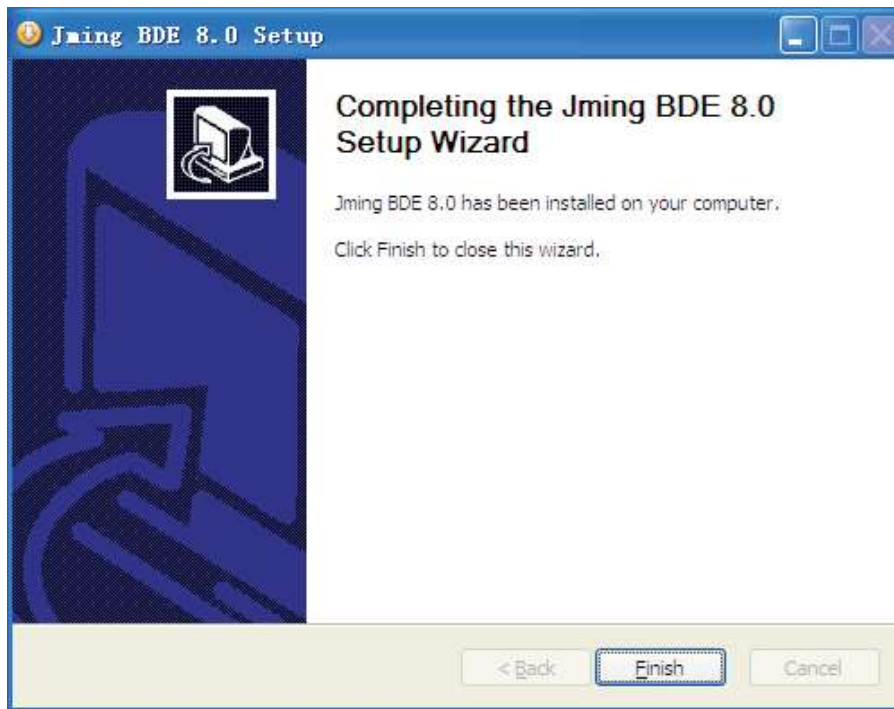 Jming BDE 8.0 Setup
Completing the Jming BDE 8.0
Setup Wizard
Jming BDE 8.0 has been installed on your computer.
Click Finish to close this wizard.
< Back
Finish
Cancel